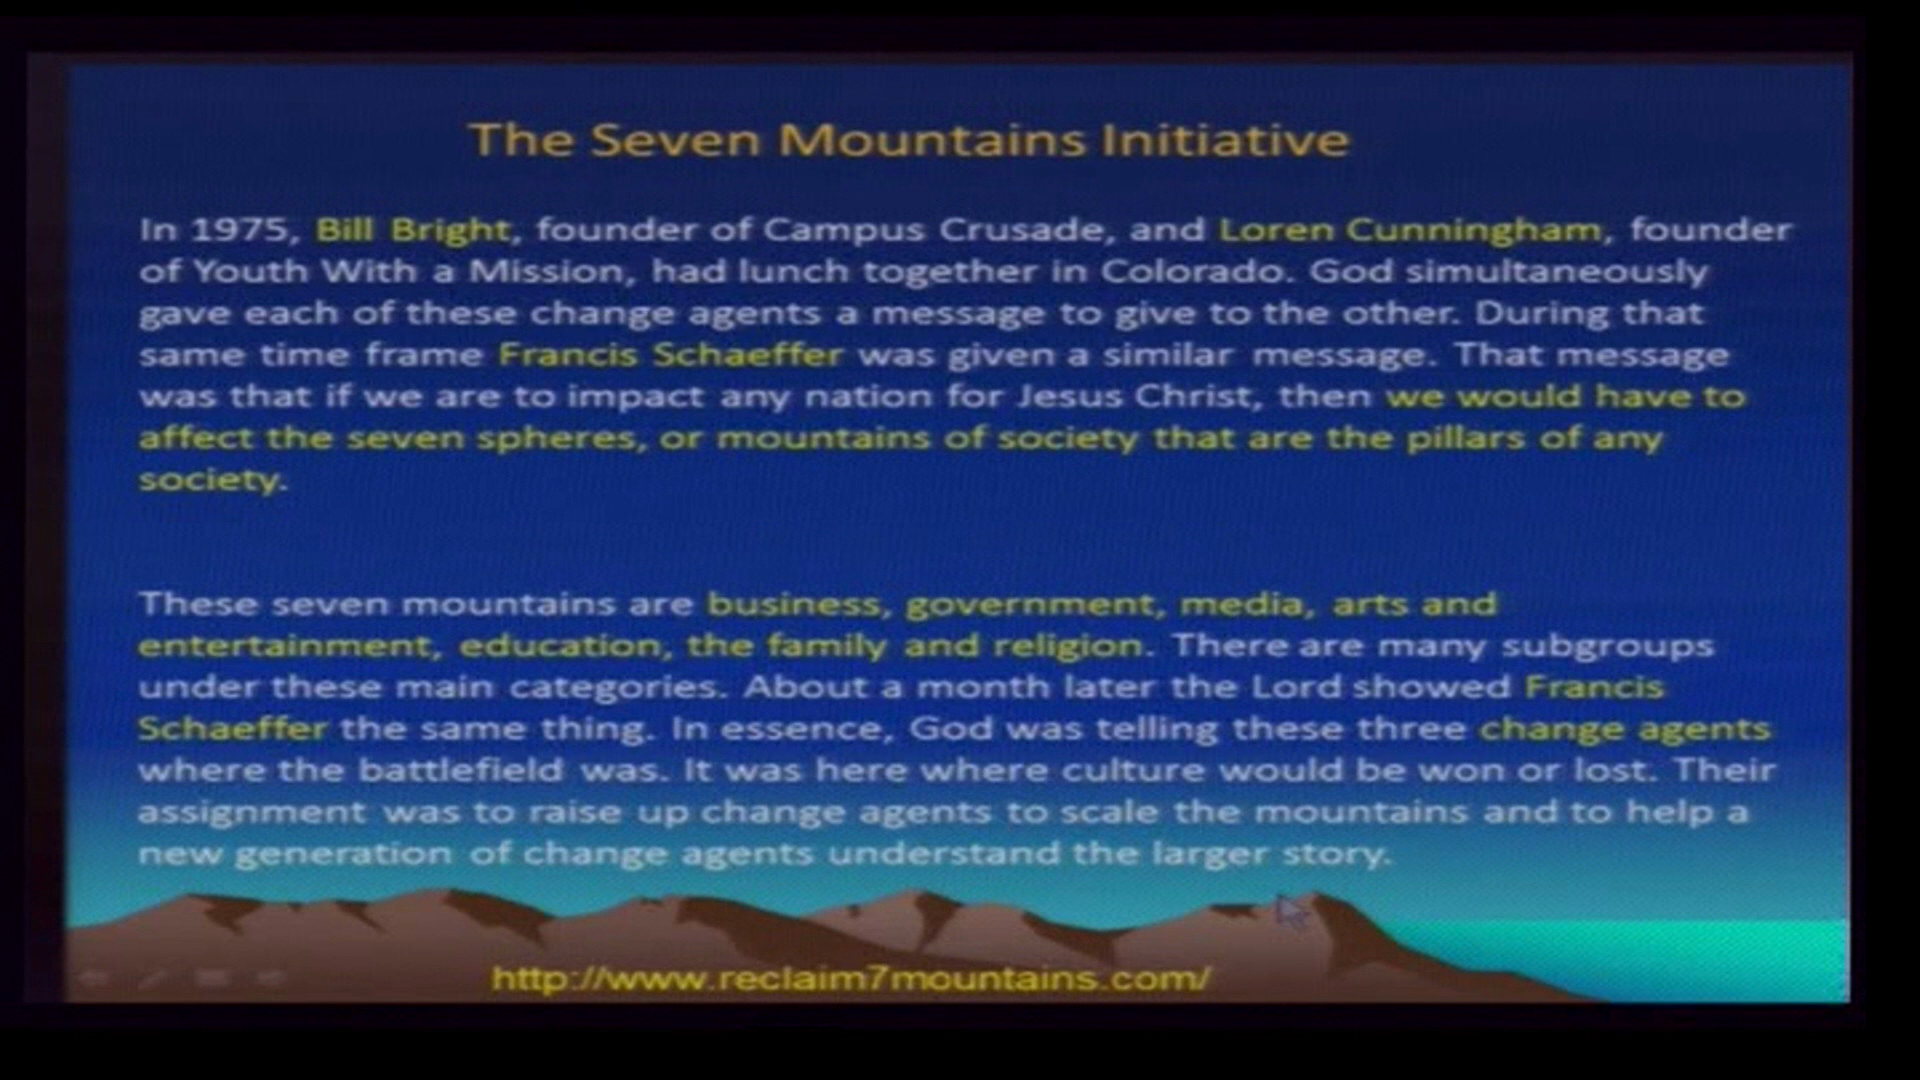 The Seven Mountains Initiative
In 1975, Bill Bright, founder of Campus Crusade, and Loren Cunningham, founder
of Youth With a Mission, had lunch together in Colorado. God simultaneously
gave each of these change agents a message to give to the other. During that
same time frame Francis Schaeffer was given a similar message. That message
was that if we are to impact any nation for Jesus Christ, then we would have to
affect the seven spheres, or mountains of society that are the pillars of any
society.
These seven mountains are business, government, media, arts and
entertainment, education, the family and religion. There are many subgroups
under these main categories. About a month later the Lord showed Francis
Schaeffer the same thing. In essence, God was telling these three change agents
where the battlefield was. It was here where culture would be won or lost. Their
assignment was to raise up change agents to scale the mountains and to help a
new generation of change agents understand the larger story.
http://www.reclaim7mountains.com/